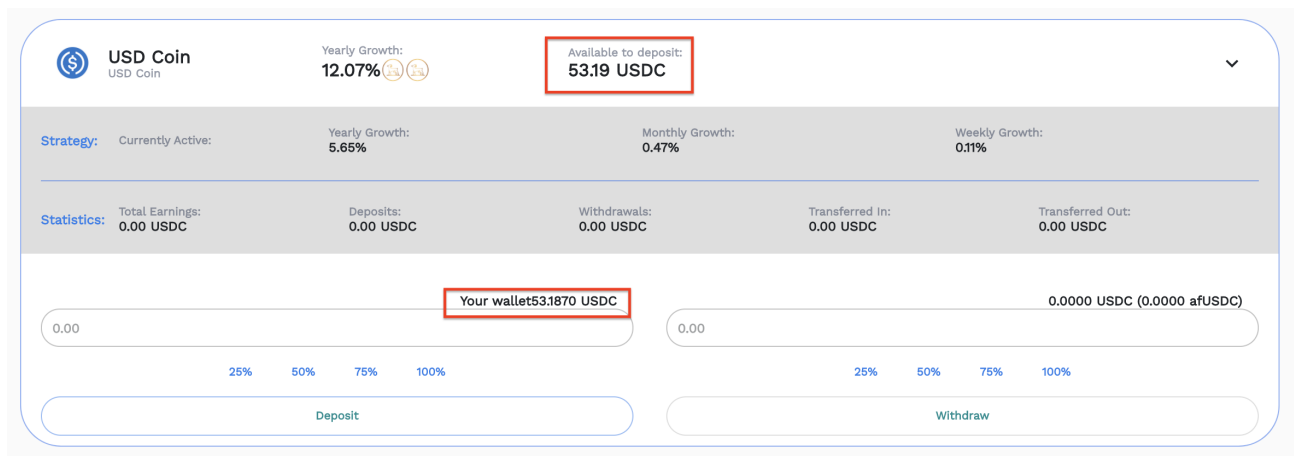 USD Coin
USD Coin
Yearly Growth:
12.07%
Available to deposit:
53.19 USDC
Strategy:
Currently Active:
Yearly Growth:
5.65%
Monthly Growth:
0.47%
Weekly Growth:
0.11%
Statistics:
Total Earnings:
0.00 USDC
Deposits:
0.00 USDC
Withdrawals:
0.00 USDC
Transferred In:
0.00 USDC
Transferred Out:
0.00 USDC
Your wallet53.1870 USDC
0.00
25% 50% 75% 100%
Deposit
0.0000 USDC (0.0000 afUSDC)
0.00
25% 50% 75% 100%
Withdraw